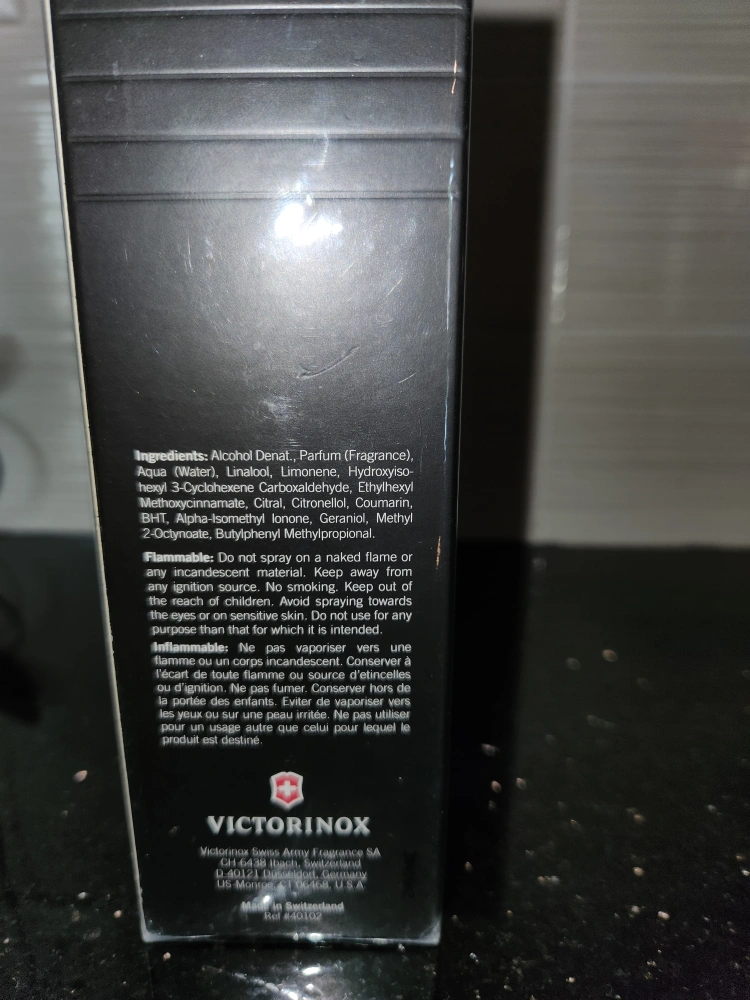 Ingredients: Alcohol Denat., Parfum (Fragrance),
Aqua (Water), Linalool, Limonene, Hydroxyiso-
hexyl 3-Cyclohexene Carboxaldehyde, Ethylhexyl
Methoxycinnamate, Citral, Citronellol, Coumarin,
BHT, Alpha-Isomethyl Ionone, Geraniol, Methyl
2-Octynoate, Butylphenyl Methylpropional.
Flammable: Do not spray on a naked flame or
any incandescent material. Keep away from
any ignition source. No smoking. Keep out of
the reach of children. Avoid spraying towards
the eyes or on sensitive skin. Do not use for any
purpose than that for which it is intended.
Inflammable: Ne pas vaporiser vers une
flamme ou un corps incandescent. Conserver à
l'écart de toute flamme ou source d'etincelles
ou d'ignition. Ne pas fumer. Conserver hors de
la portée des enfants. Eviter de vaporiser vers
les yeux ou sur une peau irritée. Ne pas utiliser
pour un usage autre que celui pour lequel le
produit est destiné.
VICTORINOX
Victorinox Swiss Army Fragrance SA
CH-6438 Ibach, Switzerland
D-40121 Düsseldorf, Germany
US-Monroe, CT 06468, U.S.A
Made in Switzerland
Ref #40102